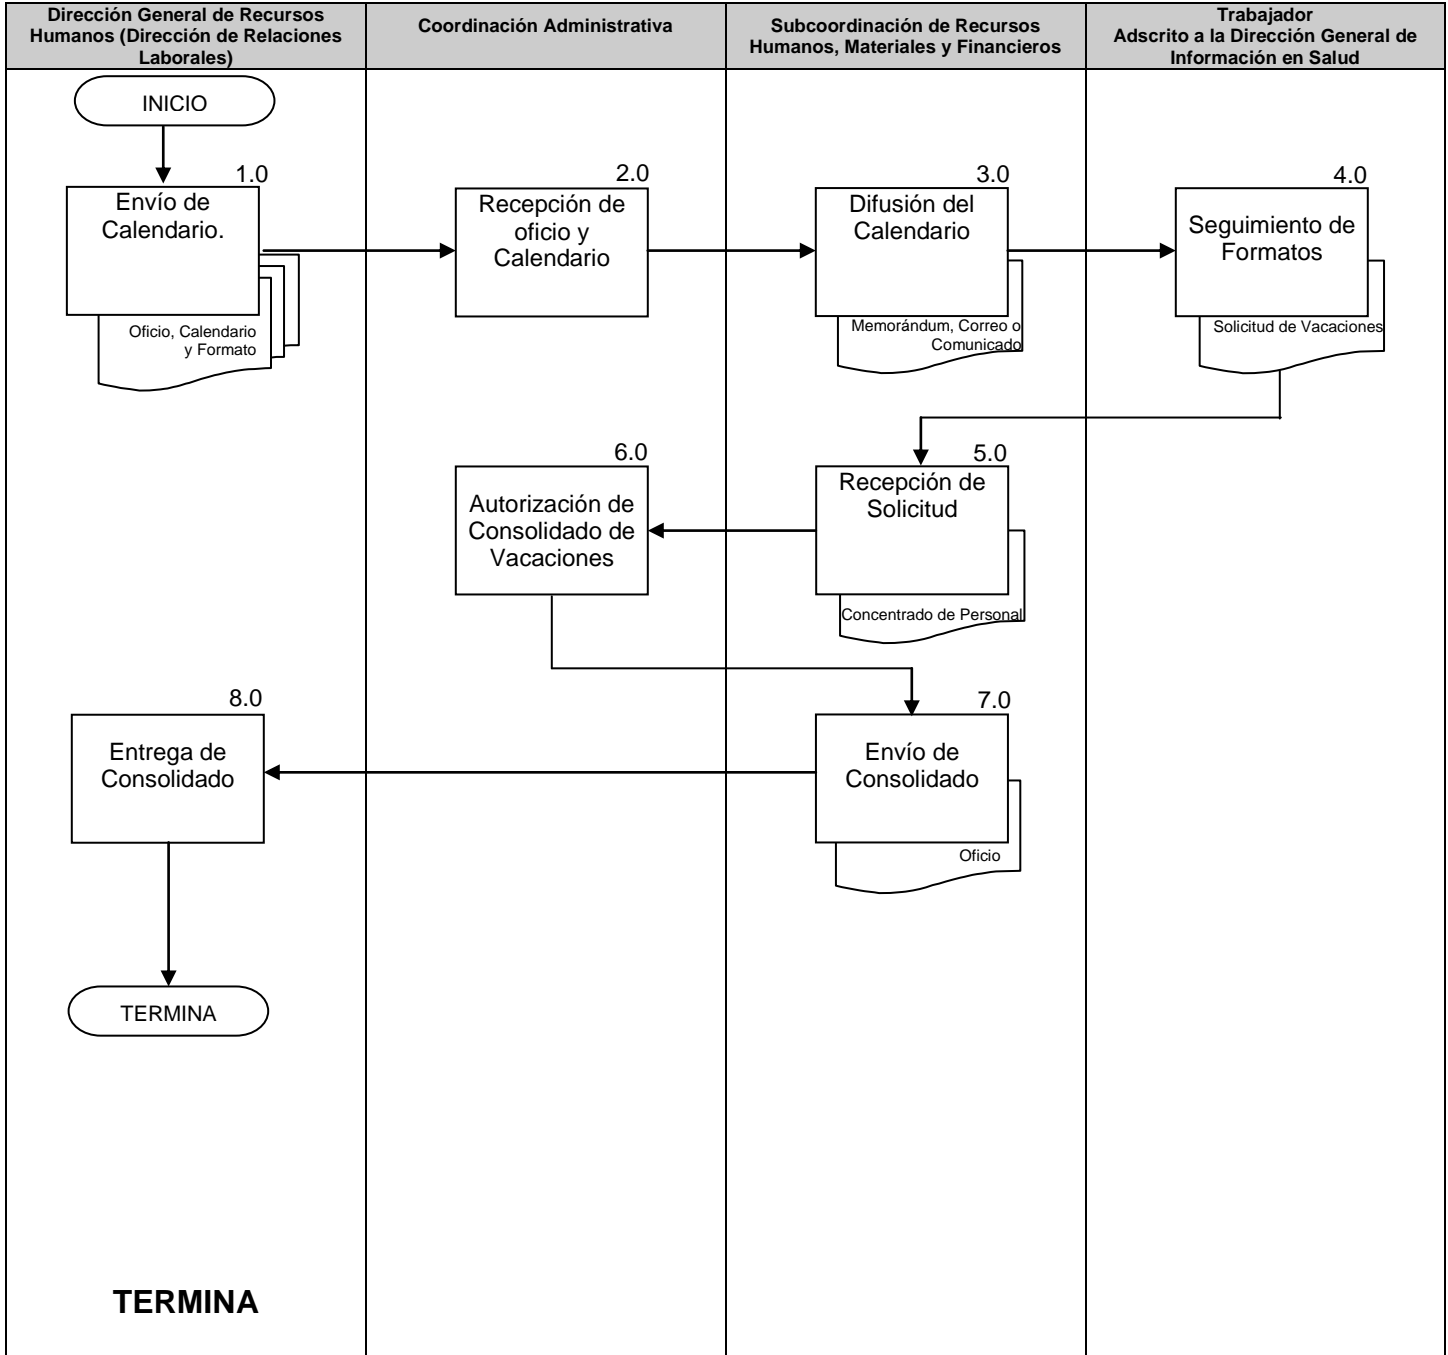 Dirección General de Recursos
Humanos (Dirección de Relaciones
Laborales)
Coordinación Administrativa
Subcoordinación de Recursos
Humanos, Materiales y Financieros
Trabajador
Adscrito a la Dirección General de
Información en Salud
INICIO
1.0
Envío de
Calendario.
Oficio, Calendario
y Formato
2.0
Recepción de
oficio y
Calendario
3.0
Difusión del
Calendario
Memorándum, Correo o
Comunicado
4.0
Seguimiento de
Formatos
Solicitud de Vacaciones
5.0
Recepción de
Solicitud
Concentrado de Personal
6.0
Autorización de
Consolidado de
Vacaciones
7.0
Envío de
Consolidado
Oficio
8.0
Entrega de
Consolidado
TERMINA
TERMINA